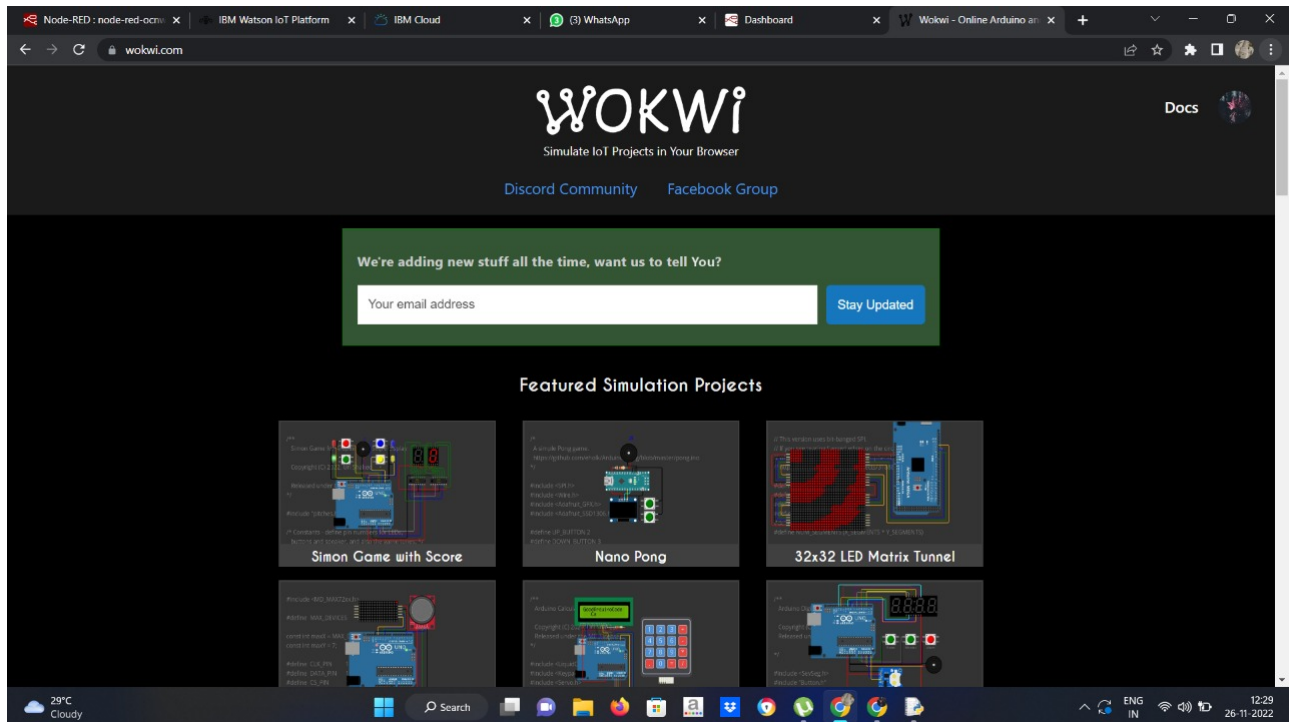 Node-RED : node-red-ocnw
IBM Watson IoT Platform
IBM Cloud
(3) WhatsApp
Dashboard
Wokwi - Online Arduino an
wokwi.com
WOKWi
Docs
Simulate IoT Projects in Your Browser
Discord Community Facebook Group
We're adding new stuff all the time, want us to tell You?
Your email address
Stay Updated
Featured Simulation Projects
Simon Game with Score
Nano Pong
32x32 LED Matrix Tunnel
29°C
Cloudy
Search
ENG
IN
12:29
26-11-2022